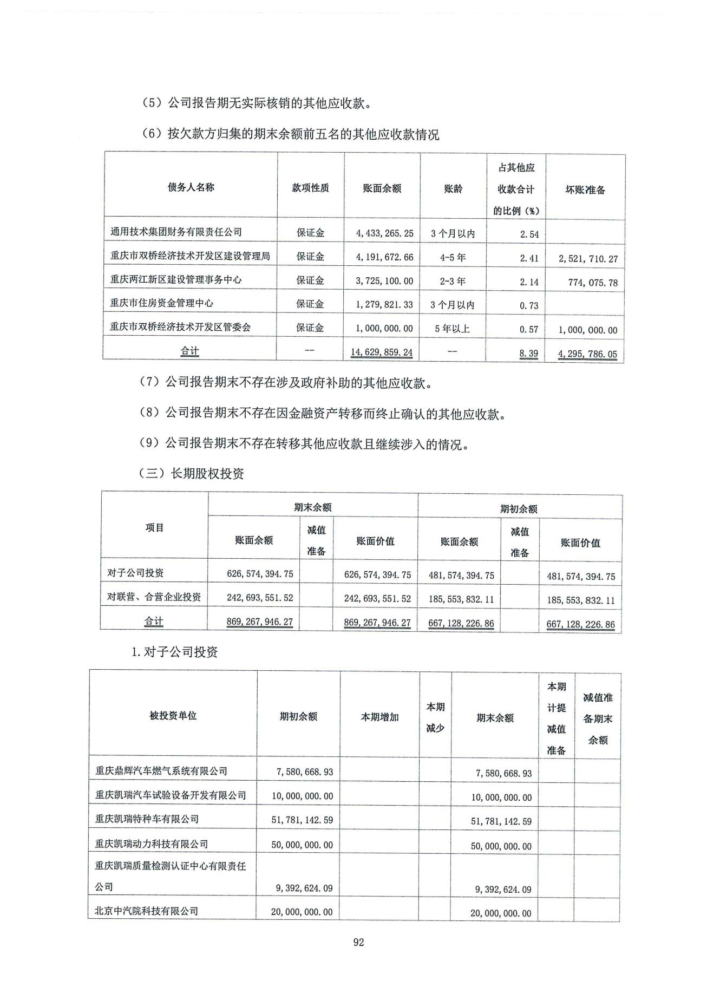 （5）公司报告期无实际核销的其他应收款。
（6）按欠款方归集的期末余额前五名的其他应收款情况
债务人名称 款项性质 账面余额 账龄 占其他应收款合计的比例（%） 坏账准备
通用技术集团财务有限责任公司 保证金 4,433,265.25 3个月以内 2.54
重庆市双桥经济技术开发区建设管理局 保证金 4,191,672.66 4-5年 2.41 2,521,710.27
重庆两江新区建设管理事务中心 保证金 3,725,100.00 2-3年 2.14 774,075.78
重庆市住房资金管理中心 保证金 1,279,821.33 3个月以内 0.73
重庆市双桥经济技术开发区管委会 保证金 1,000,000.00 5年以上 0.57 1,000,000.00
合计 -- 14,629,859.24 -- 8.39 4,295,786.05
（7）公司报告期末不存在涉及政府补助的其他应收款。
（8）公司报告期末不存在因金融资产转移而终止确认的其他应收款。
（9）公司报告期末不存在转移其他应收款且继续涉入的情况。
（三）长期股权投资
项目 期末余额 期初余额
账面余额 减值准备 账面价值 账面余额 减值准备 账面价值
对子公司投资 626,574,394.75 626,574,394.75 481,574,394.75 481,574,394.75
对联营、合营企业投资 242,693,551.52 242,693,551.52 185,553,832.11 185,553,832.11
合计 869,267,946.27 869,267,946.27 667,128,226.86 667,128,226.86
1.对子公司投资
被投资单位 期初余额 本期增加 本期减少 期末余额 本期计提减值准备 减值准备期末余额
重庆鼎辉汽车燃气系统有限公司 7,580,668.93 7,580,668.93
重庆凯瑞汽车试验设备开发有限公司 10,000,000.00 10,000,000.00
重庆凯瑞特种车有限公司 51,781,142.59 51,781,142.59
重庆凯瑞动力科技有限公司 50,000,000.00 50,000,000.00
重庆凯瑞质量检测认证中心有限责任
公司 9,392,624.09 9,392,624.09
北京中汽院科技有限公司 20,000,000.00 20,000,000.00
92